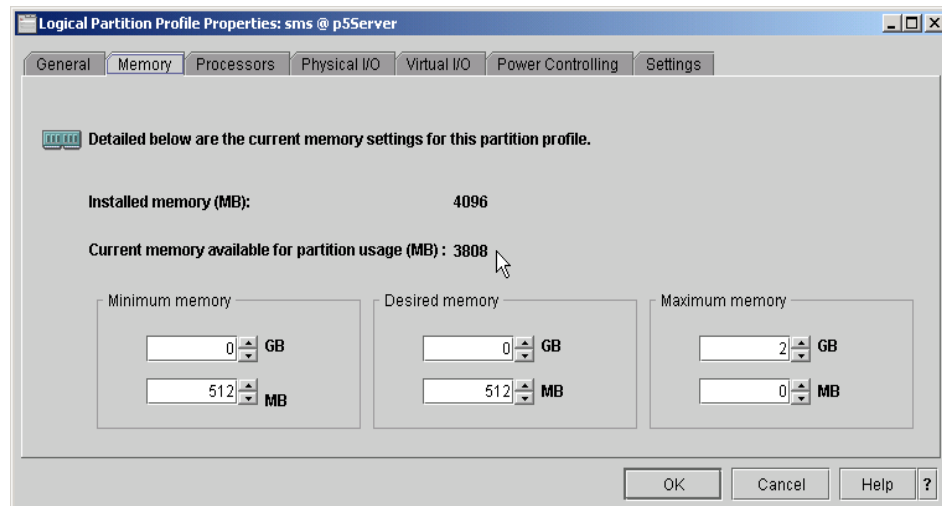 Logical Partition Profile Properties: sms @ p5Server
General Memory Processors Physical I/O Virtual I/O Power Controlling Settings
Detailed below are the current memory settings for this partition profile.
Installed memory (MB): 4096
Current memory available for partition usage (MB) : 3808
Minimum memory Desired memory Maximum memory
0 GB 0 GB 2 GB
512 MB 512 MB 0 MB
OK Cancel Help ?